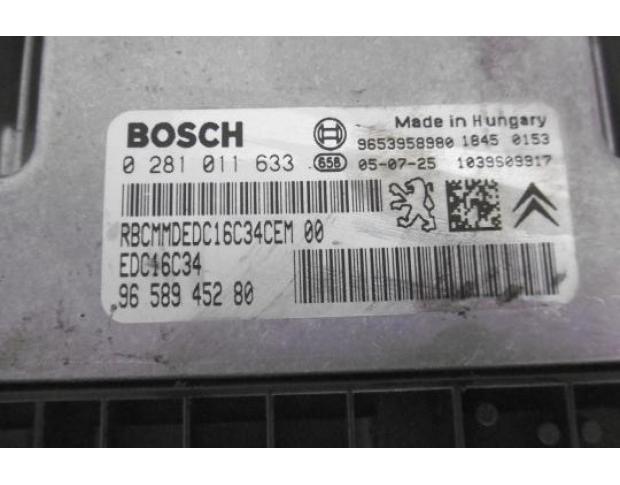 BOSCH
Made in Hungary
9653958980 1845 0153
0 281 011 633 658 05-07-25 1039S09917
RBCMMDEDC16C34CEM 00
EDC16C34
96 589 452 80